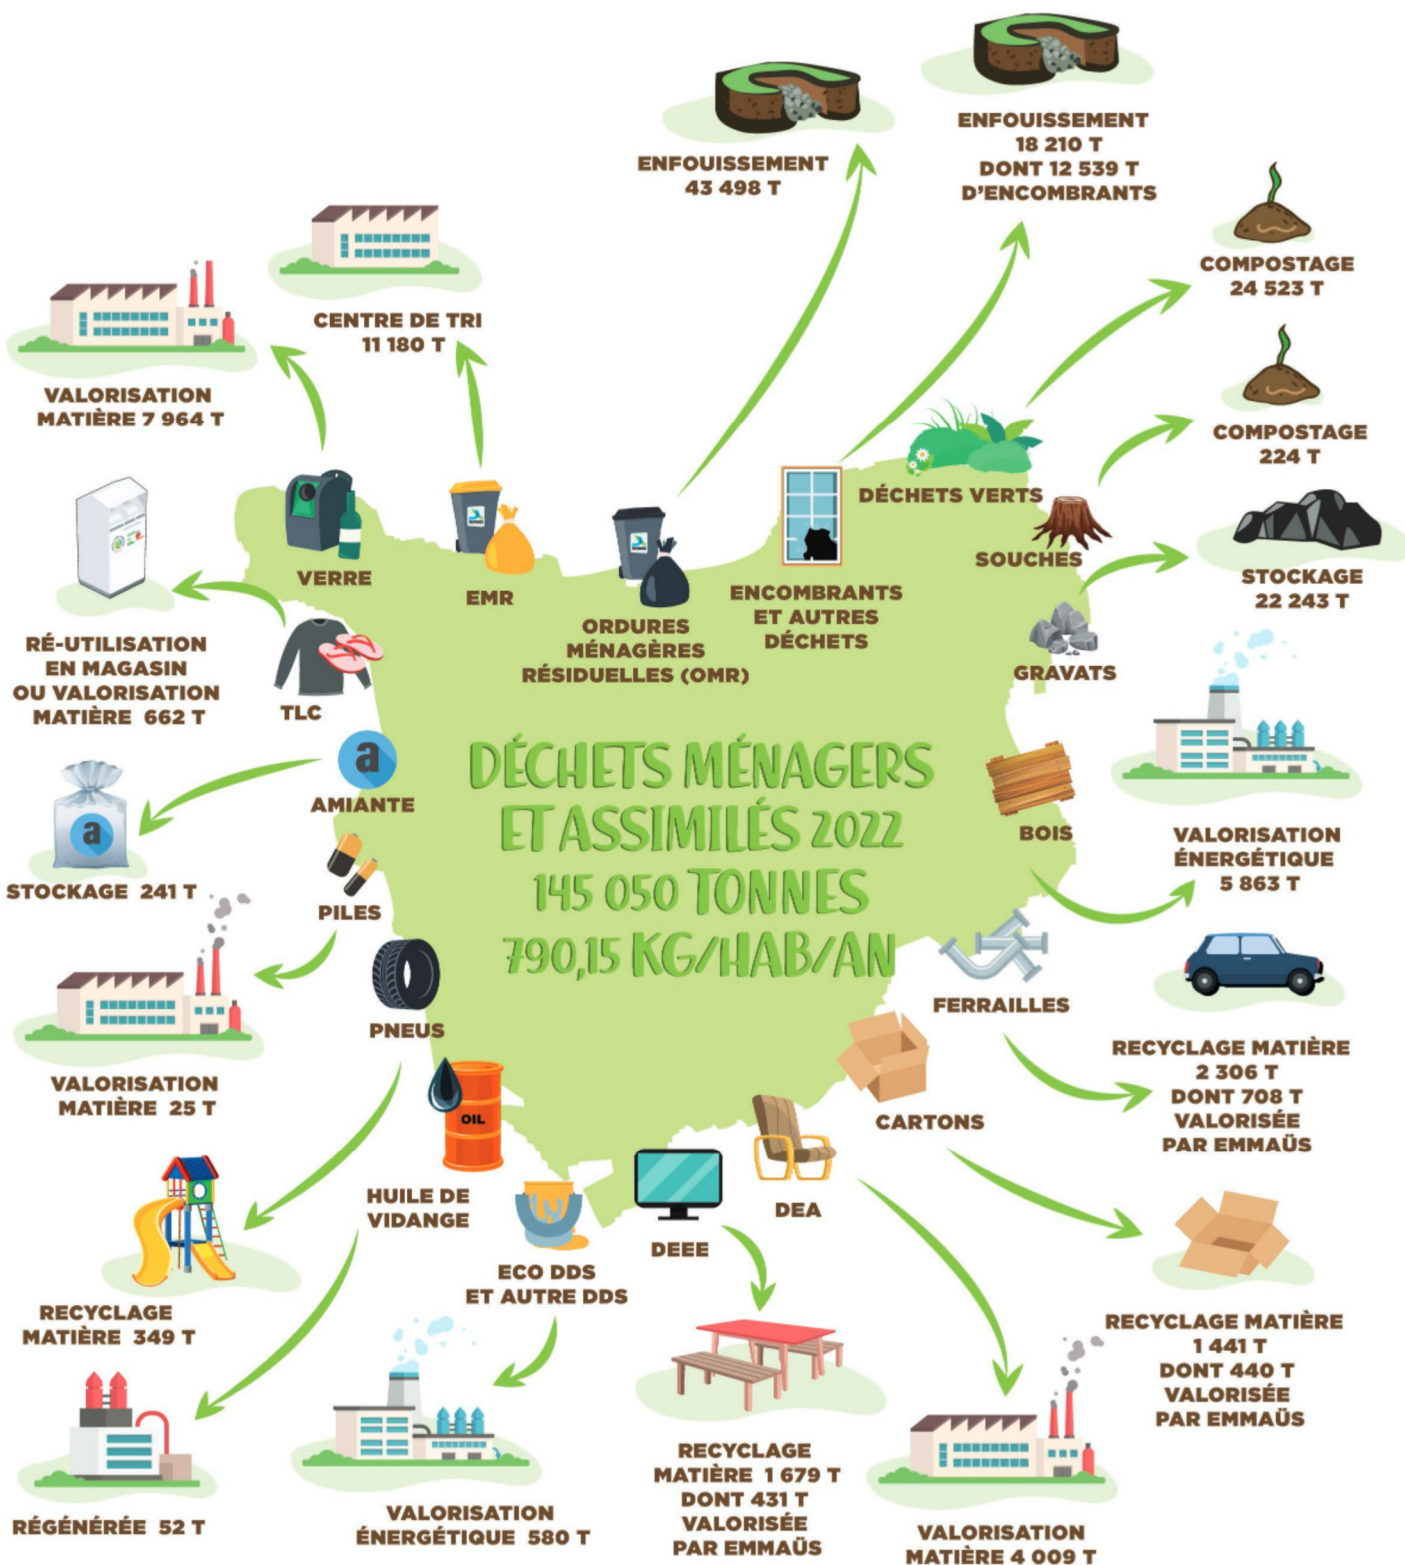 ENFOUISSEMENT
43 498 T
ENFOUISSEMENT
18 210 T
DONT 12 539 T
D'ENCOMBRANTS
COMPOSTAGE
24 523 T
CENTRE DE TRI
11 180 T
VALORISATION
MATIÈRE 7 964 T
COMPOSTAGE
224 T
VERRE
EMR
ORDURES
MÉNAGÈRES
RÉSIDUELLES (OMR)
ENCOMBRANTS
ET AUTRES
DÉCHETS
DÉCHETS VERTS
SOUCHES
STOCKAGE
22 243 T
GRAVATS
RÉ-UTILISATION
EN MAGASIN
OU VALORISATION
MATIÈRE 662 T
TLC
a
AMIANTE
a
STOCKAGE 241 T
DÉCHETS MÉNAGERS
ET ASSIMILÉS 2022
145 050 TONNES
790,15 KG/HAB/AN
BOIS
VALORISATION
ÉNERGÉTIQUE
5 863 T
PILES
VALORISATION
MATIÈRE 25 T
PNEUS
FERRAILLES
RECYCLAGE MATIÈRE
2 306 T
DONT 708 T
VALORISÉE
PAR EMMAÜS
OIL
HUILE DE
VIDANGE
CARTONS
DEA
DEEE
ECO DDS
ET AUTRE DDS
RECYCLAGE
MATIÈRE 349 T
RECYCLAGE MATIÈRE
1 441 T
DONT 440 T
VALORISÉE
PAR EMMAÜS
RÉGÉNÉRÉE 52 T
VALORISATION
ÉNERGÉTIQUE 580 T
RECYCLAGE
MATIÈRE 1 679 T
DONT 431 T
VALORISÉE
PAR EMMAÜS
VALORISATION
MATIÈRE 4 009 T